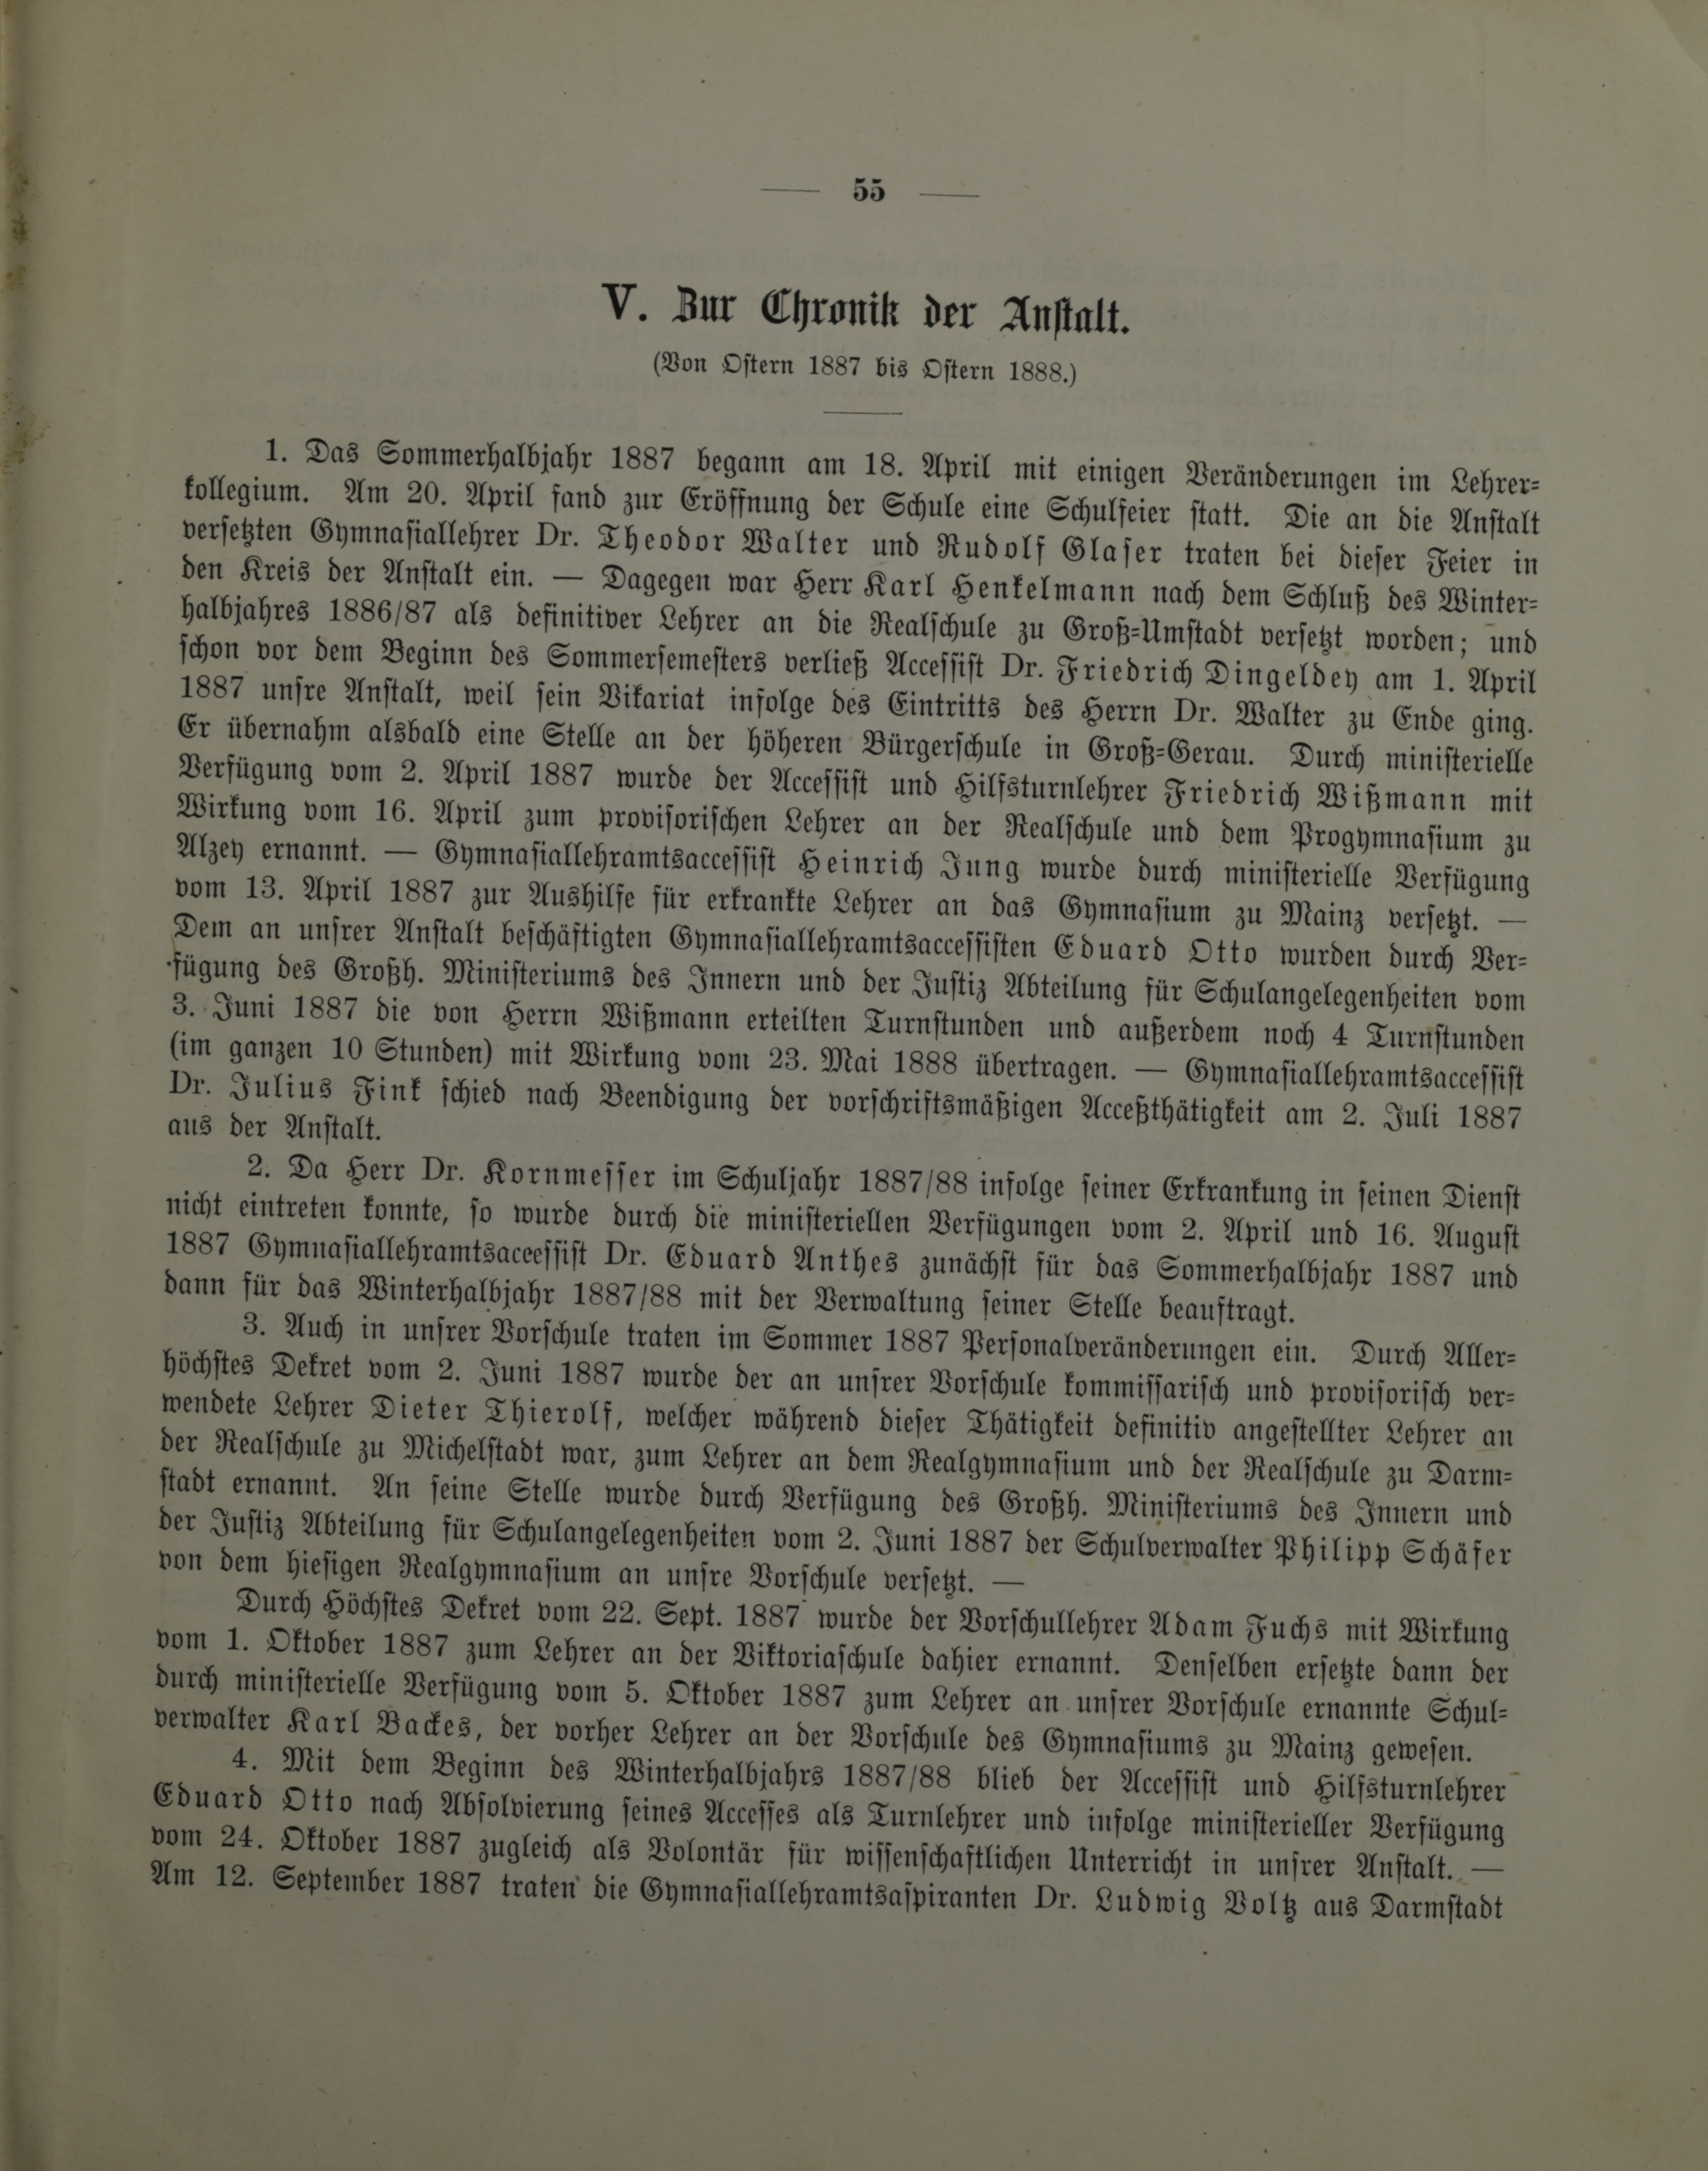 — 55 —
V. Zur Chronik der Anstalt.
(Von Ostern 1887 bis Ostern 1888.)
1. Das Sommerhalbjahr 1887 begann am 18. April mit einigen Veränderungen im Lehrer-
kollegium. Am 20. April fand zur Eröffnung der Schule eine Schulfeier statt. Die an die Anstalt
versetzten Gymnasiallehrer Dr. Theodor Walter und Rudolf Glaser traten bei dieser Feier in
den Kreis der Anstalt ein. — Dagegen war Herr Karl Henkelmann nach dem Schluß des Winter-
halbjahres 1886/87 als definitiver Lehrer an die Realschule zu Groß-Umstadt versetzt worden; und
schon vor dem Beginn des Sommersemesters verließ Accessist Dr. Friedrich Dingeldey am 1. April
1887 unsre Anstalt, weil sein Vikariat infolge des Eintritts des Herrn Dr. Walter zu Ende ging.
Er übernahm alsbald eine Stelle an der höheren Bürgerschule in Groß-Gerau. Durch ministerielle
Verfügung vom 2. April 1887 wurde der Accessist und Hilfsturnlehrer Friedrich Wißmann mit
Wirkung vom 16. April zum provisorischen Lehrer an der Realschule und dem Progymnasium zu
Alzey ernannt. — Gymnasiallehramtsaccessist Heinrich Jung wurde durch ministerielle Verfügung
vom 13. April 1887 zur Aushilfe für erkrankte Lehrer an das Gymnasium zu Mainz versetzt. —
Dem an unsrer Anstalt beschäftigten Gymnasiallehramtsaccessisten Eduard Otto wurden durch Ver-
fügung des Großh. Ministeriums des Innern und der Justiz Abteilung für Schulangelegenheiten vom
3. Juni 1887 die von Herrn Wißmann erteilten Turnstunden und außerdem noch 4 Turnstunden
(im ganzen 10 Stunden) mit Wirkung vom 23. Mai 1888 übertragen. — Gymnasiallehramtsaccessist
Dr. Julius Fink schied nach Beendigung der vorschriftsmäßigen Acceßthätigkeit am 2. Juli 1887
aus der Anstalt.
2. Da Herr Dr. Kornmesser im Schuljahr 1887/88 infolge seiner Erkrankung in seinen Dienst
nicht eintreten konnte, so wurde durch die ministeriellen Verfügungen vom 2. April und 16. August
1887 Gymnasiallehramtsaccessist Dr. Eduard Anthes zunächst für das Sommerhalbjahr 1887 und
dann für das Winterhalbjahr 1887/88 mit der Verwaltung seiner Stelle beauftragt.
3. Auch in unsrer Vorschule traten im Sommer 1887 Personalveränderungen ein. Durch Aller-
höchstes Dekret vom 2. Juni 1887 wurde der an unsrer Vorschule kommissarisch und provisorisch ver-
wendete Lehrer Dieter Thierolf, welcher während dieser Thätigkeit definitiv angestellter Lehrer an
der Realschule zu Michelstadt war, zum Lehrer an dem Realgymnasium und der Realschule zu Darm-
stadt ernannt. An seine Stelle wurde durch Verfügung des Großh. Ministeriums des Innern und
der Justiz Abteilung für Schulangelegenheiten vom 2. Juni 1887 der Schulverwalter Philipp Schäfer
von dem hiesigen Realgymnasium an unsre Vorschule versetzt. —
Durch Höchstes Dekret vom 22. Sept. 1887 wurde der Vorschullehrer Adam Fuchs mit Wirkung
vom 1. Oktober 1887 zum Lehrer an der Viktoriaschule dahier ernannt. Denselben ersetzte dann der
durch ministerielle Verfügung vom 5. Oktober 1887 zum Lehrer an unsrer Vorschule ernannte Schul-
verwalter Karl Backes, der vorher Lehrer an der Vorschule des Gymnasiums zu Mainz gewesen.
4. Mit dem Beginn des Winterhalbjahrs 1887/88 blieb der Accessist und Hilfsturnlehrer
Eduard Otto nach Absolvierung seines Accesses als Turnlehrer und infolge ministerieller Verfügung
vom 24. Oktober 1887 zugleich als Volontär für wissenschaftlichen Unterricht in unsrer Anstalt. —
Am 12. September 1887 traten die Gymnasiallehramtsaspiranten Dr. Ludwig Voltz aus Darmstadt